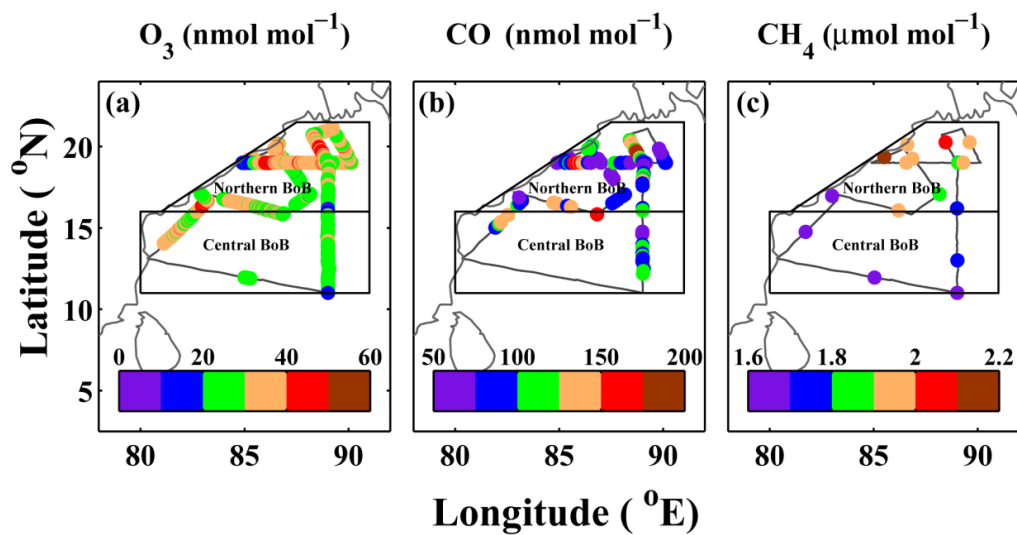 O₃ (nmol mol⁻¹) CO (nmol mol⁻¹) CH₄ (μmol mol⁻¹)
(a) (b) (c)
20
15
10
5
Latitude ( °N)
Northern BoB Northern BoB Northern BoB
Central BoB Central BoB Central BoB
0 20 40 60 50 100 150 200 1.6 1.8 2 2.2
80 85 90 80 85 90 80 85 90
Longitude ( °E)